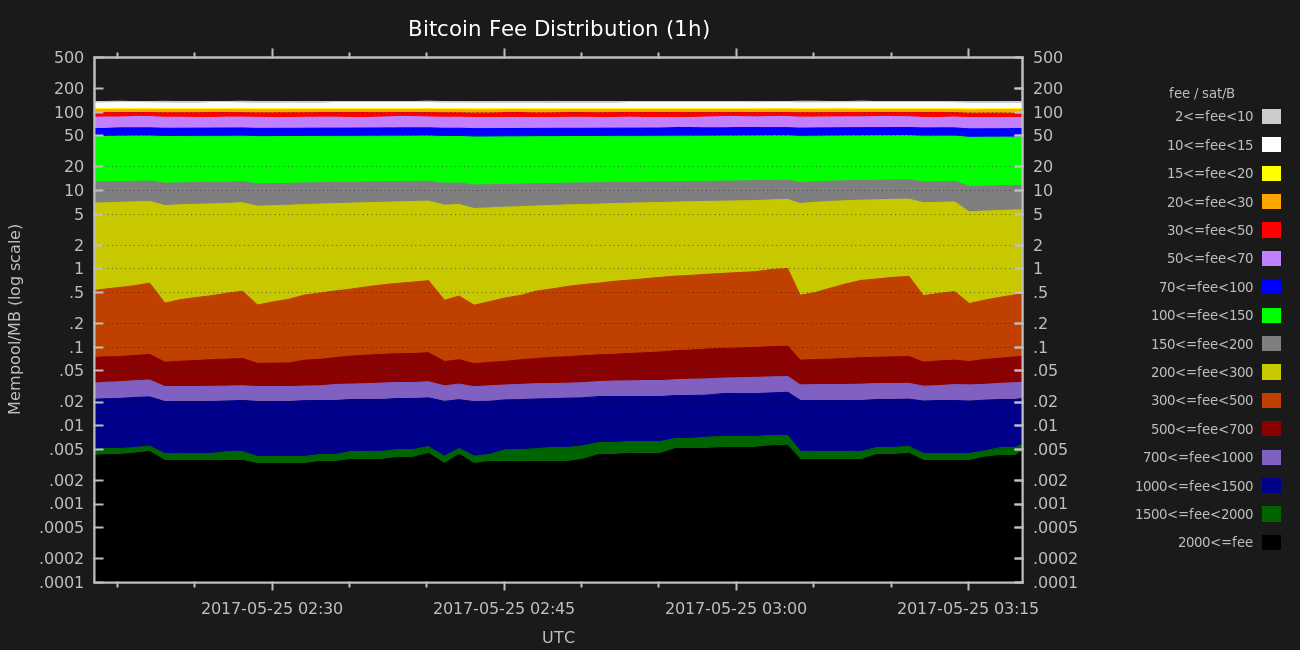 Bitcoin Fee Distribution (1h)
Mempool/MB (log scale)
500
200
100
50
20
10
5
2
1
.5
.2
.1
.05
.02
.01
.005
.002
.001
.0005
.0002
.0001
500
200
100
50
20
10
5
2
1
.5
.2
.1
.05
.02
.01
.005
.002
.001
.0005
.0002
.0001
2017-05-25 02:30
2017-05-25 02:45
2017-05-25 03:00
2017-05-25 03:15
UTC
fee / sat/B
2<=fee<10
10<=fee<15
15<=fee<20
20<=fee<30
30<=fee<50
50<=fee<70
70<=fee<100
100<=fee<150
150<=fee<200
200<=fee<300
300<=fee<500
500<=fee<700
700<=fee<1000
1000<=fee<1500
1500<=fee<2000
2000<=fee